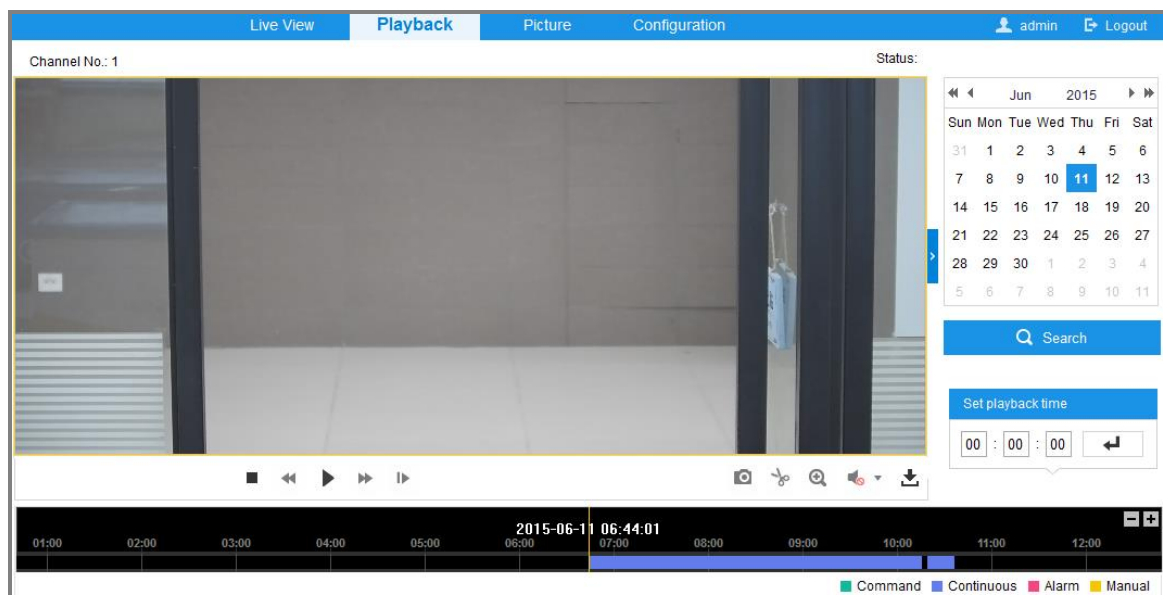 Live View Playback Picture Configuration admin Logout
Channel No.: 1 Status:
Jun 2015
Sun Mon Tue Wed Thu Fri Sat
31 1 2 3 4 5 6
7 8 9 10 11 12 13
14 15 16 17 18 19 20
21 22 23 24 25 26 27
28 29 30 1 2 3 4
5 6 7 8 9 10 11
Search
Set playback time
00 : 00 : 00
2015-06-11 06:44:01
01:00 02:00 03:00 04:00 05:00 06:00 07:00 08:00 09:00 10:00 11:00 12:00
Command Continuous Alarm Manual